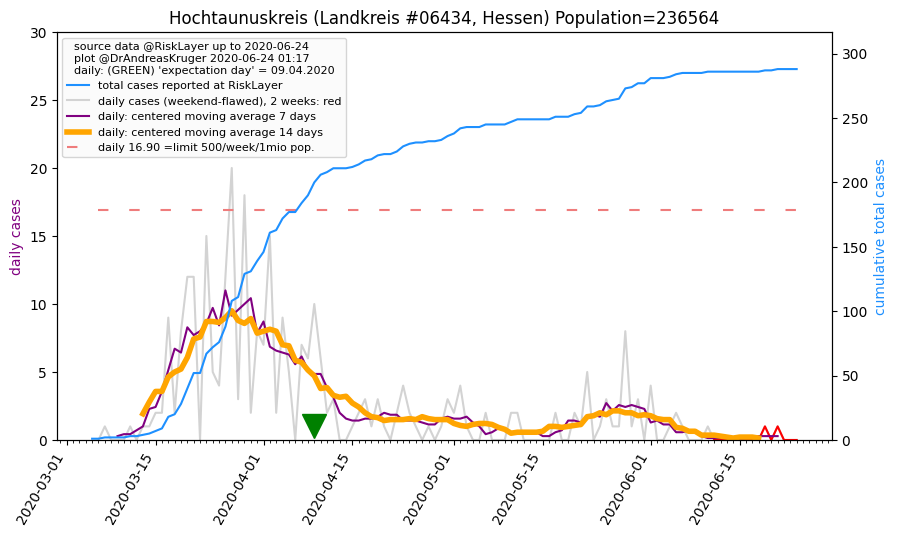 Hochtaunuskreis (Landkreis #06434, Hessen) Population=236564
source data @RiskLayer up to 2020-06-24
plot @DrAndreasKruger 2020-06-24 01:17
daily: (GREEN) 'expectation day' = 09.04.2020
total cases reported at RiskLayer
daily cases (weekend-flawed), 2 weeks: red
daily: centered moving average 7 days
daily: centered moving average 14 days
daily 16.90 =limit 500/week/1mio pop.
daily cases
30
25
20
15
10
5
0
cumulative total cases
300
250
200
150
100
50
0
2020-03-01
2020-03-15
2020-04-01
2020-04-15
2020-05-01
2020-05-15
2020-06-01
2020-06-15